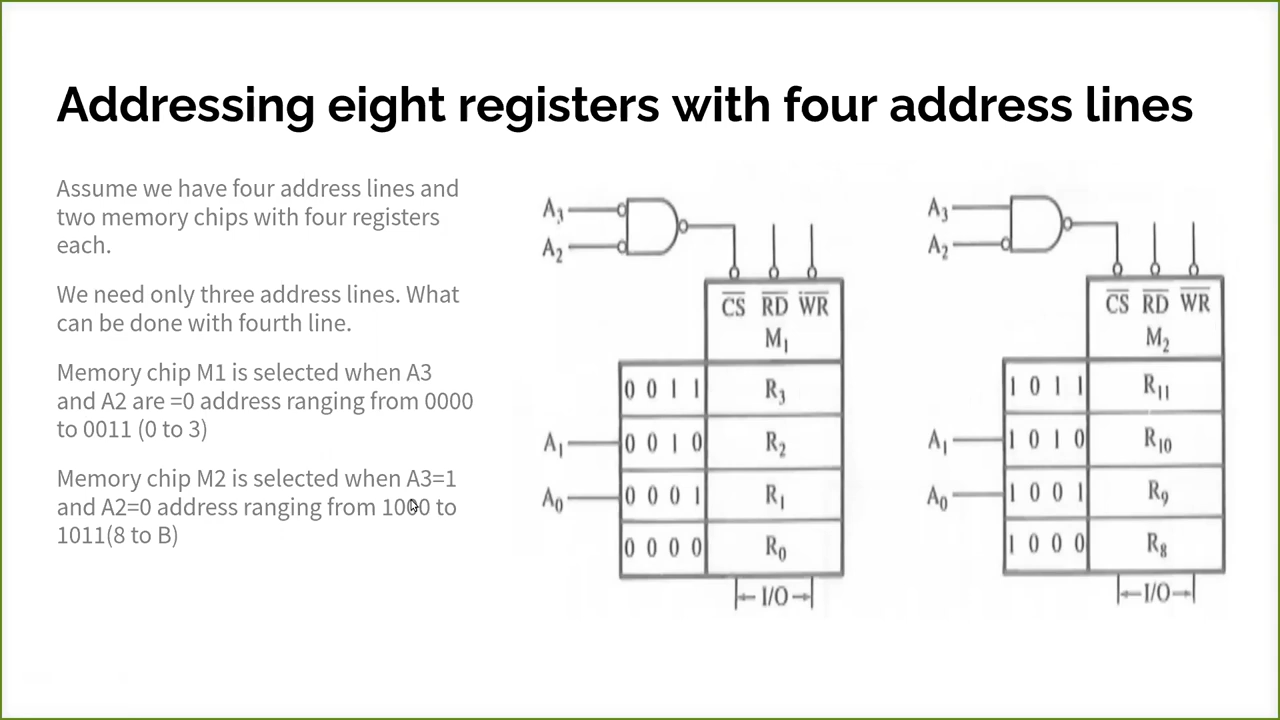 Addressing eight registers with four address lines
Assume we have four address lines and
two memory chips with four registers
each.
We need only three address lines. What
can be done with fourth line.
Memory chip M1 is selected when A3
and A2 are =0 address ranging from 0000
to 0011 (0 to 3)
Memory chip M2 is selected when A3=1
and A2=0 address ranging from 1000 to
1011(8 to B)
A3
A2
CS RD WR
M1
0 0 1 1 R3
A1 0 0 1 0 R2
A0 0 0 0 1 R1
0 0 0 0 R0
I/O
A3
A2
CS RD WR
M2
1 0 1 1 R11
A1 1 0 1 0 R10
A0 1 0 0 1 R9
1 0 0 0 R8
I/O